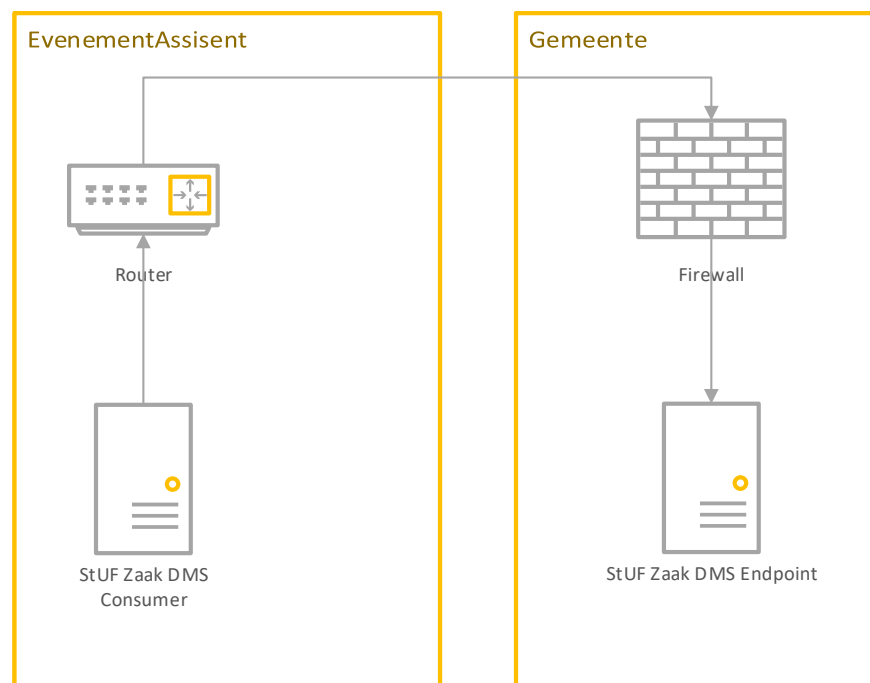 EvenementAssisent
Gemeente
Router
Firewall
StUF Zaak DMS
Consumer
StUF Zaak DMS Endpoint